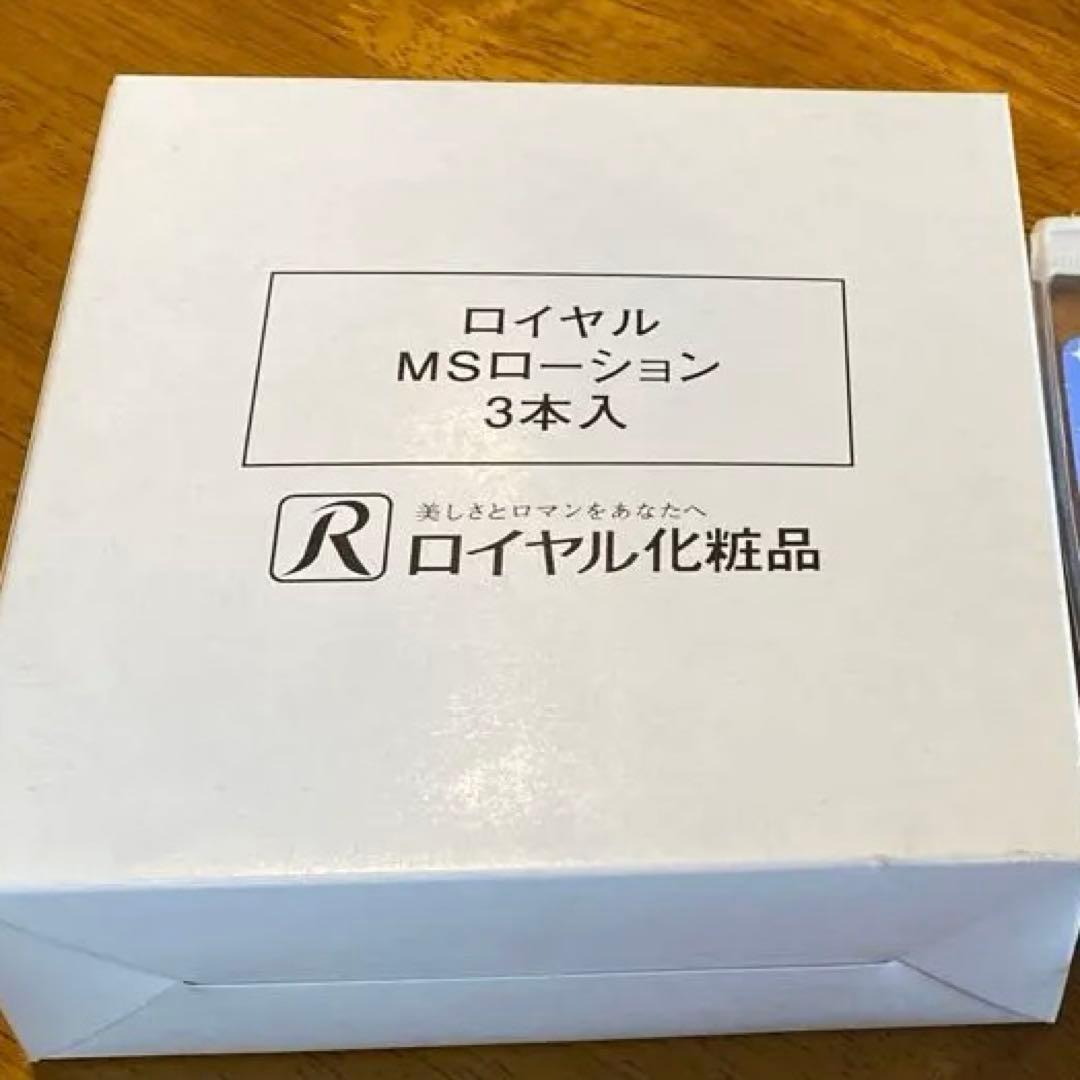 ロイヤル
MSローション
3本入
R
美しさとロマンをあなたへ
ロイヤル化粧品